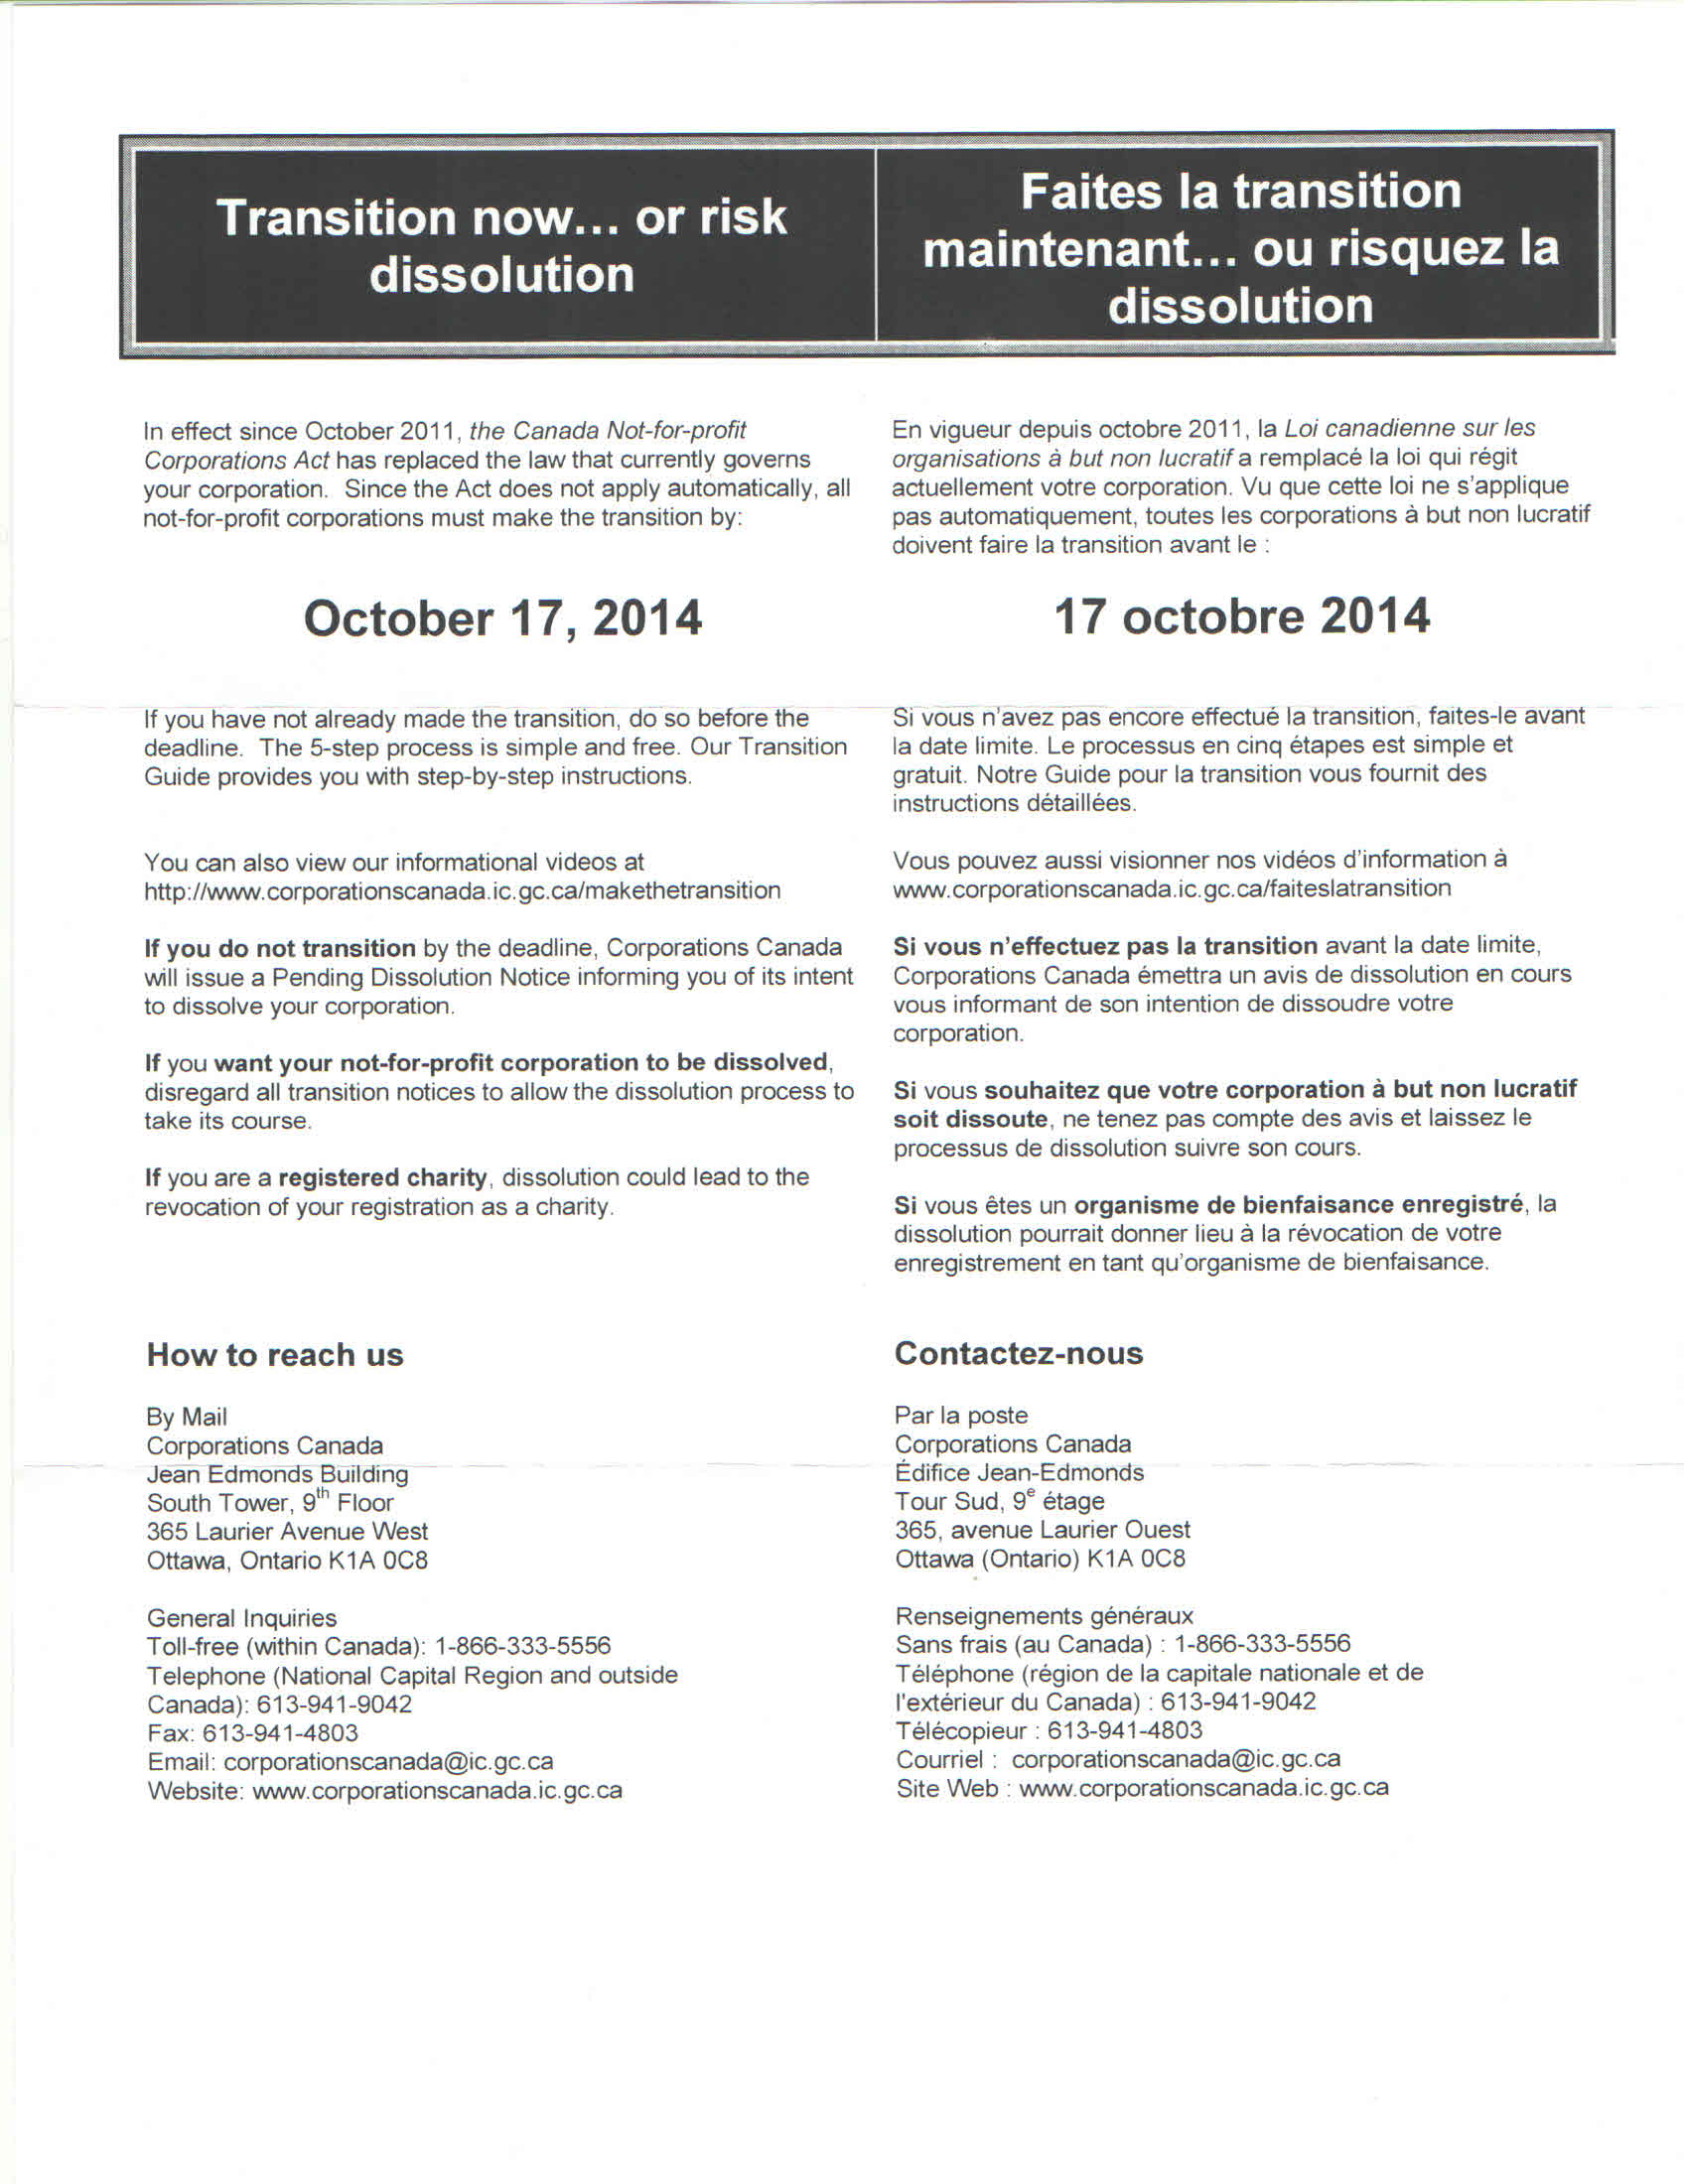 Transition now... or risk
dissolution
Faites la transition
maintenant... ou risquez la
dissolution
In effect since October 2011, the Canada Not-for-profit
Corporations Act has replaced the law that currently governs
your corporation.  Since the Act does not apply automatically, all
not-for-profit corporations must make the transition by:
October 17, 2014
If you have not already made the transition, do so before the
deadline.  The 5-step process is simple and free. Our Transition
Guide provides you with step-by-step instructions.
You can also view our informational videos at
http://www.corporationscanada.ic.gc.ca/makethetransition
If you do not transition by the deadline, Corporations Canada
will issue a Pending Dissolution Notice informing you of its intent
to dissolve your corporation.
If you want your not-for-profit corporation to be dissolved,
disregard all transition notices to allow the dissolution process to
take its course.
If you are a registered charity, dissolution could lead to the
revocation of your registration as a charity.
How to reach us
By Mail
Corporations Canada
Jean Edmonds Building
South Tower, 9th Floor
365 Laurier Avenue West
Ottawa, Ontario K1A 0C8
General Inquiries
Toll-free (within Canada): 1-866-333-5556
Telephone (National Capital Region and outside
Canada): 613-941-9042
Fax: 613-941-4803
Email: corporationscanada@ic.gc.ca
Website: www.corporationscanada.ic.gc.ca
En vigueur depuis octobre 2011, la Loi canadienne sur les
organisations à but non lucratif a remplacé la loi qui régit
actuellement votre corporation. Vu que cette loi ne s'applique
pas automatiquement, toutes les corporations à but non lucratif
doivent faire la transition avant le :
17 octobre 2014
Si vous n'avez pas encore effectué la transition, faites-le avant
la date limite. Le processus en cinq étapes est simple et
gratuit. Notre Guide pour la transition vous fournit des
instructions détaillées.
Vous pouvez aussi visionner nos vidéos d'information à
www.corporationscanada.ic.gc.ca/faiteslatransition
Si vous n'effectuez pas la transition avant la date limite,
Corporations Canada émettra un avis de dissolution en cours
vous informant de son intention de dissoudre votre
corporation.
Si vous souhaitez que votre corporation à but non lucratif
soit dissoute, ne tenez pas compte des avis et laissez le
processus de dissolution suivre son cours.
Si vous êtes un organisme de bienfaisance enregistré, la
dissolution pourrait donner lieu à la révocation de votre
enregistrement en tant qu'organisme de bienfaisance.
Contactez-nous
Par la poste
Corporations Canada
Édifice Jean-Edmonds
Tour Sud, 9e étage
365, avenue Laurier Ouest
Ottawa (Ontario) K1A 0C8
Renseignements généraux
Sans frais (au Canada) : 1-866-333-5556
Téléphone (région de la capitale nationale et de
l'extérieur du Canada) : 613-941-9042
Télécopieur : 613-941-4803
Courriel :  corporationscanada@ic.gc.ca
Site Web : www.corporationscanada.ic.gc.ca